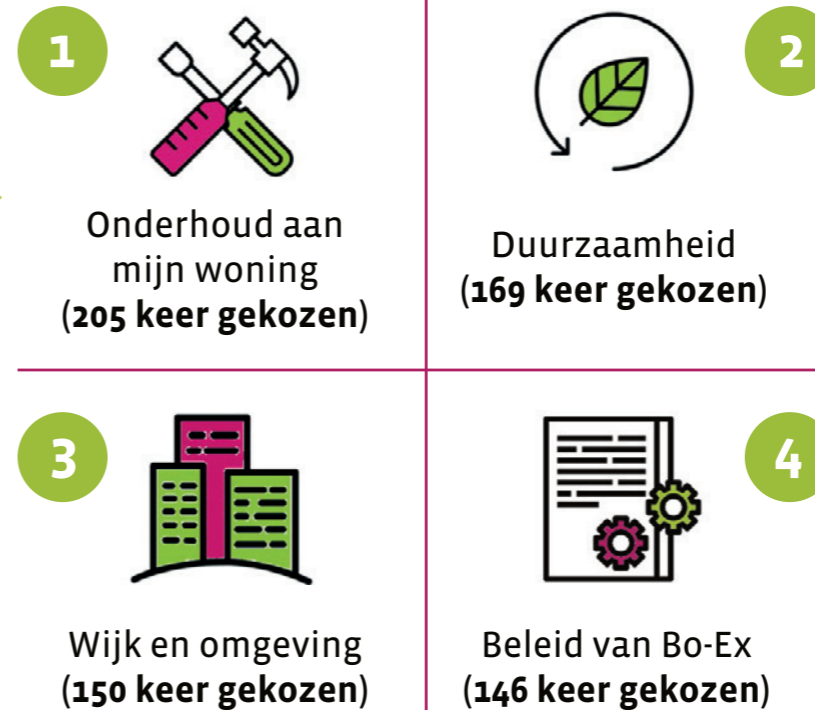 1
Onderhoud aan
mijn woning
(205 keer gekozen)
2
Duurzaamheid
(169 keer gekozen)
3
Wijk en omgeving
(150 keer gekozen)
4
Beleid van Bo-Ex
(146 keer gekozen)